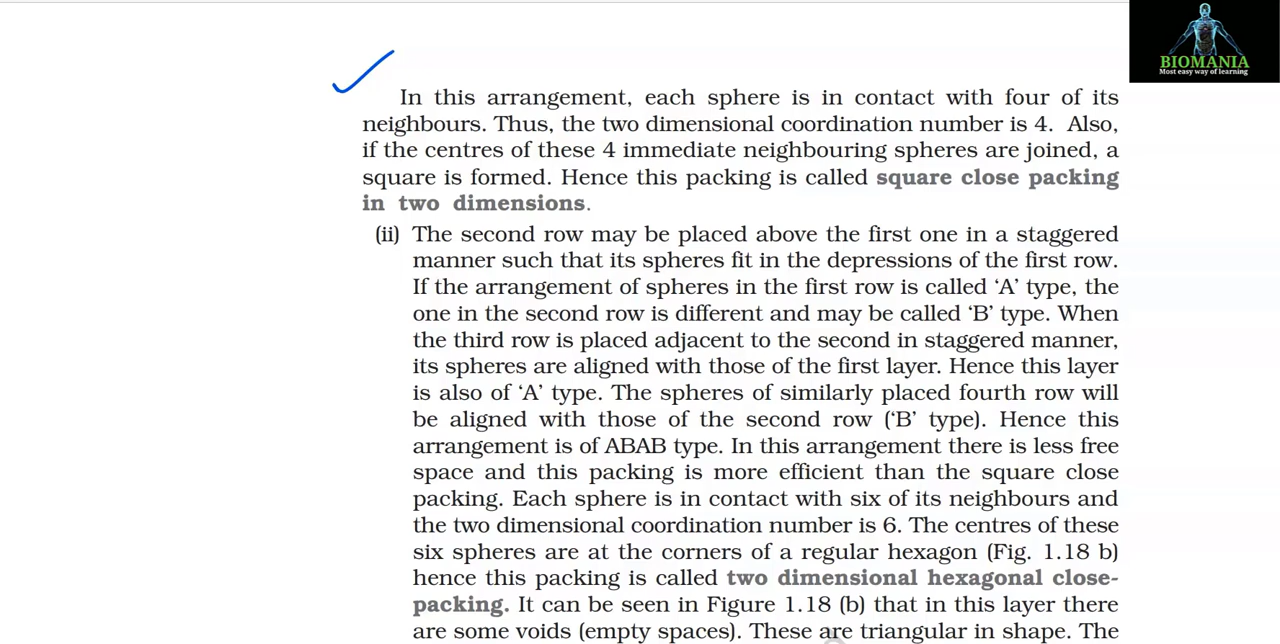 BIOMANIA
Most easy way of learning
In this arrangement, each sphere is in contact with four of its
neighbours. Thus, the two dimensional coordination number is 4. Also,
if the centres of these 4 immediate neighbouring spheres are joined, a
square is formed. Hence this packing is called square close packing
in two dimensions.
(ii) The second row may be placed above the first one in a staggered
manner such that its spheres fit in the depressions of the first row.
If the arrangement of spheres in the first row is called ‘A’ type, the
one in the second row is different and may be called ‘B’ type. When
the third row is placed adjacent to the second in staggered manner,
its spheres are aligned with those of the first layer. Hence this layer
is also of ‘A’ type. The spheres of similarly placed fourth row will
be aligned with those of the second row (‘B’ type). Hence this
arrangement is of ABAB type. In this arrangement there is less free
space and this packing is more efficient than the square close
packing. Each sphere is in contact with six of its neighbours and
the two dimensional coordination number is 6. The centres of these
six spheres are at the corners of a regular hexagon (Fig. 1.18 b)
hence this packing is called two dimensional hexagonal close-
packing. It can be seen in Figure 1.18 (b) that in this layer there
are some voids (empty spaces). These are triangular in shape. The